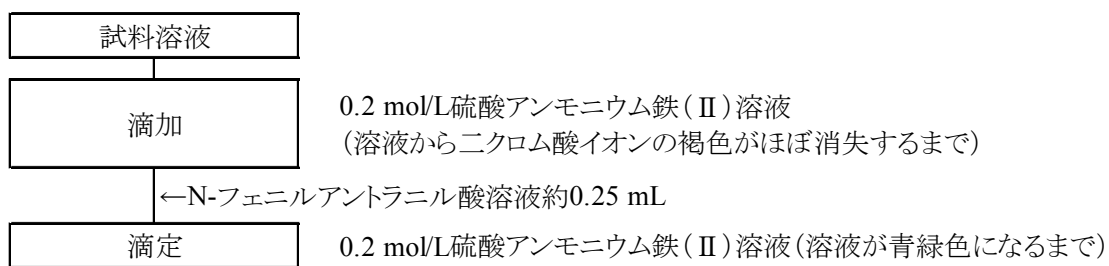 試料溶液
滴加
0.2 mol/L硫酸アンモニウム鉄(Ⅱ)溶液
(溶液から二クロム酸イオンの褐色がほぼ消失するまで)
←N-フェニルアントラニル酸溶液約0.25 mL
滴定
0.2 mol/L硫酸アンモニウム鉄(Ⅱ)溶液(溶液が青緑色になるまで)